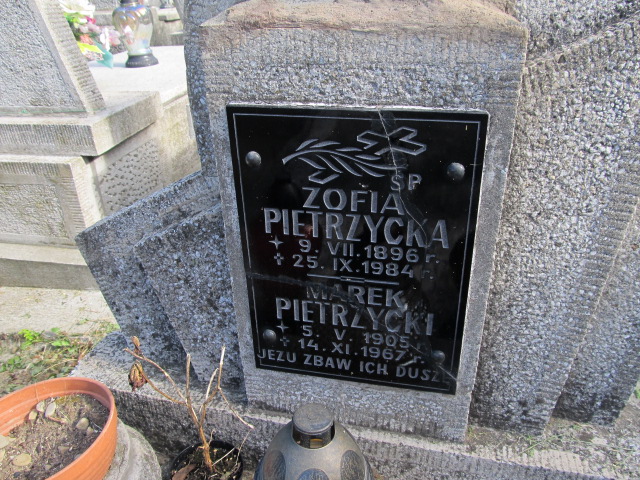 ŚP
ZOFIA
PIETRZYCKA
9.VII.1896 r.
† 25.IX.1984 r.
MAREK
PIETRZYCKI
5.V.1905 r.
† 14.XI.1967 r.
JEZU ZBAW ICH DUSZE